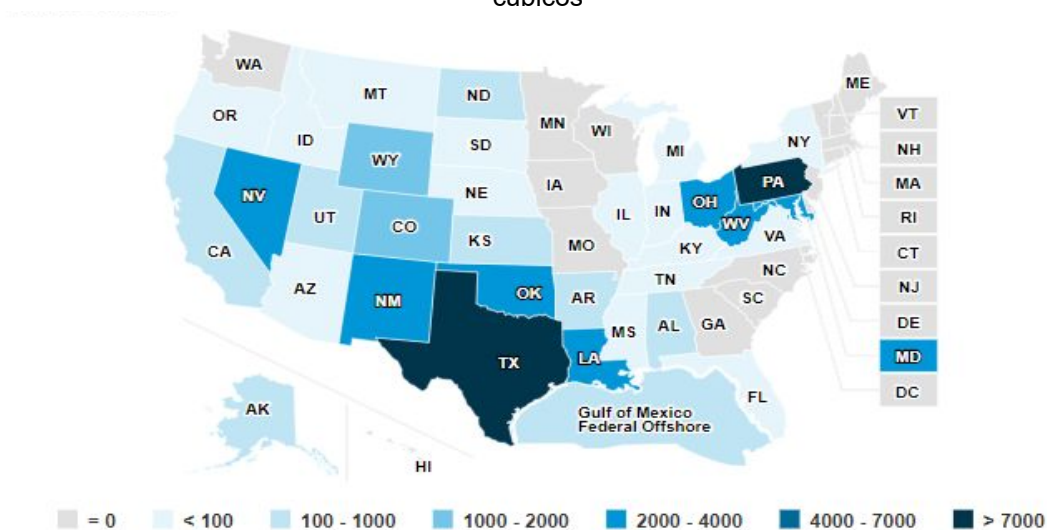 cúbicos
WA
MT
ND
MN
ME
VT
OR
ID
WY
SD
WI
MI
NY
NH
MA
NV
UT
CO
NE
IA
IL
IN
OH
PA
RI
CA
KS
MO
KY
WV
VA
CT
AZ
NM
OK
AR
TN
NC
NJ
TX
LA
MS
AL
GA
SC
DE
MD
AK
HI
Gulf of Mexico
Federal Offshore
FL
DC
= 0 < 100 100 - 1000 1000 - 2000 2000 - 4000 4000 - 7000 > 7000